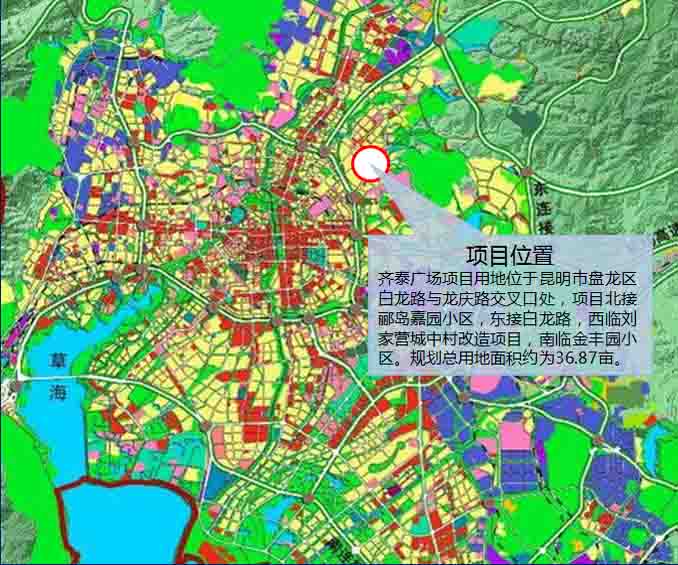 东连接
高速
项目位置
齐泰广场项目用地位于昆明市盘龙区
白龙路与龙庆路交叉口处，项目北接
郦岛嘉园小区，东接白龙路，西临刘
家营城中村改造项目，南临金丰园小
区。规划总用地面积约为36.87亩。
草海